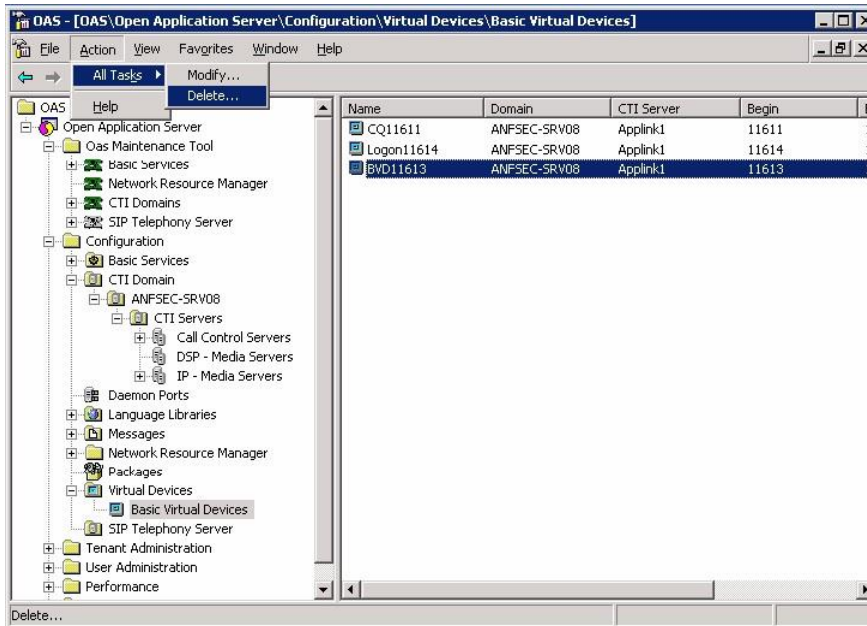 OAS - [OAS\Open Application Server\Configuration\Virtual Devices\Basic Virtual Devices]
File Action View Favorites Window Help
All Tasks
Modify...
Delete...
Help
OAS
Open Application Server
Oas Maintenance Tool
Basic Services
Network Resource Manager
CTI Domains
SIP Telephony Server
Configuration
Basic Services
CTI Domain
ANFSEC-SRV08
CTI Servers
Call Control Servers
DSP - Media Servers
IP - Media Servers
Daemon Ports
Language Libraries
Messages
Network Resource Manager
Packages
Virtual Devices
Basic Virtual Devices
SIP Telephony Server
Tenant Administration
User Administration
Performance
Name Domain CTI Server Begin
CQ11611 ANFSEC-SRV08 Applink1 11611
Logon11614 ANFSEC-SRV08 Applink1 11614
BVD11613 ANFSEC-SRV08 Applink1 11613
Delete...